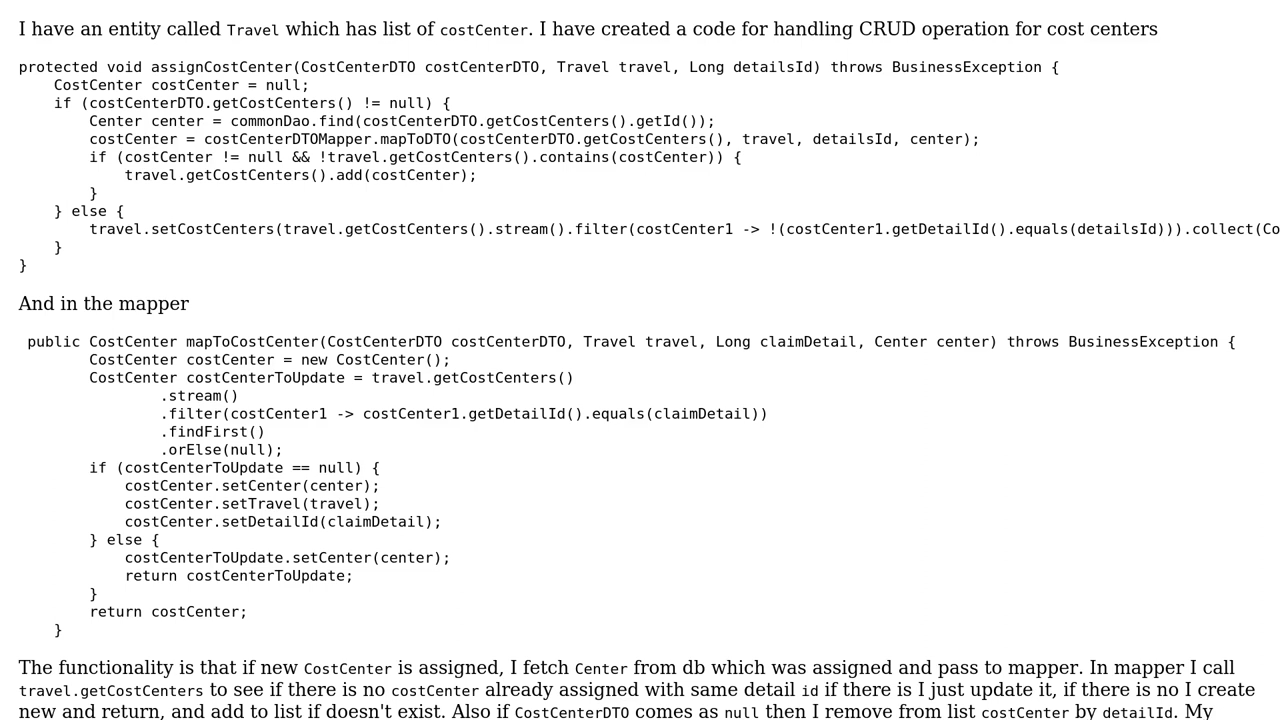 I have an entity called Travel which has list of costCenter. I have created a code for handling CRUD operation for cost centers
protected void assignCostCenter(CostCenterDTO costCenterDTO, Travel travel, Long detailsId) throws BusinessException {
    CostCenter costCenter = null;
    if (costCenterDTO.getCostCenters() != null) {
        Center center = commonDao.find(costCenterDTO.getCostCenters().getId());
        costCenter = costCenterDTOMapper.mapToDTO(costCenterDTO.getCostCenters(), travel, detailsId, center);
        if (costCenter != null && !travel.getCostCenters().contains(costCenter)) {
            travel.getCostCenters().add(costCenter);
        }
    } else {
        travel.setCostCenters(travel.getCostCenters().stream().filter(costCenter1 -> !(costCenter1.getDetailId().equals(detailsId))).collect(Co
    }
}
And in the mapper
 public CostCenter mapToCostCenter(CostCenterDTO costCenterDTO, Travel travel, Long claimDetail, Center center) throws BusinessException {
        CostCenter costCenter = new CostCenter();
        CostCenter costCenterToUpdate = travel.getCostCenters()
                .stream()
                .filter(costCenter1 -> costCenter1.getDetailId().equals(claimDetail))
                .findFirst()
                .orElse(null);
        if (costCenterToUpdate == null) {
            costCenter.setCenter(center);
            costCenter.setTravel(travel);
            costCenter.setDetailId(claimDetail);
        } else {
            costCenterToUpdate.setCenter(center);
            return costCenterToUpdate;
        }
        return costCenter;
    }
The functionality is that if new CostCenter is assigned, I fetch Center from db which was assigned and pass to mapper. In mapper I call
travel.getCostCenters to see if there is no costCenter already assigned with same detail id if there is I just update it, if there is no I create
new and return, and add to list if doesn't exist. Also if CostCenterDTO comes as null then I remove from list costCenter by detailId. My